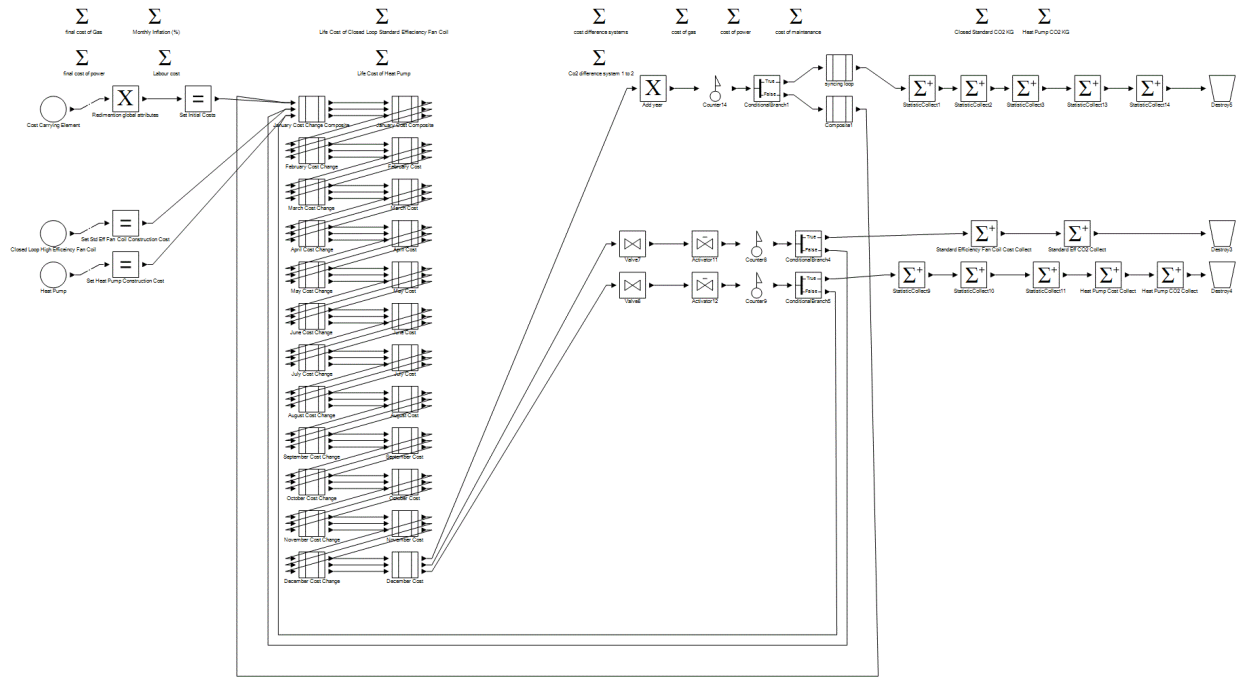 final cost of Gas
Monthly Inflation (%)
Life Cost of Closed Loop Standard Effiaciency Fan Coil
cost difference systems
cost of gas
cost of power
cost of maintenance
Closed Standard CO2 KG
Heat Pump CO2 KG
final cost of power
Labour cost
Life Cost of Heat Pump
Co2 difference system 1 to 2
Cost Carrying Element
Redimention global attributes
Set Initial Costs
January Cost Change Composite
January Cost Composite
Add year
Counter14
True
False
ConditionalBranch1
syncing loop
Composite1
StatisticCollect1
StatisticCollect2
StatisticCollect3
StatisticCollect13
StatisticCollect14
Destroy5
February Cost Change
February Cost
March Cost Change
March Cost
April Cost Change
April Cost
Closed Loop High Efficeincy Fan Coil
Set Std Eff Fan Coil Construction Cost
Valve7
Activator11
Counter8
True
False
ConditionalBranch4
Standard Efficiency Fan Coil Cost Collect
Standard Eff CO2 Collect
Destroy3
Heat Pump
Set Heat Pump Construction Cost
May Cost Change
May Cost
Valve8
Activator12
Counter9
True
False
ConditionalBranch5
StatisticCollect9
StatisticCollect10
StatisticCollect11
Heat Pump Cost Collect
Heat Pump CO2 Collect
Destroy4
June Cost Change
June Cost
July Cost Change
July Cost
August Cost Change
August Cost
September Cost Change
September Cost
October Cost Change
October Cost
November Cost Change
November Cost
December Cost Change
December Cost